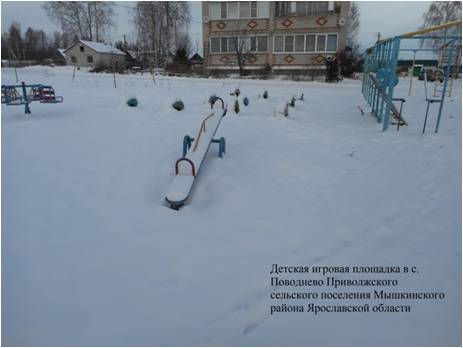 Детская игровая площадка в с.
Поводнево Приволжского
сельского поселения Мышкинского
района Ярославской области